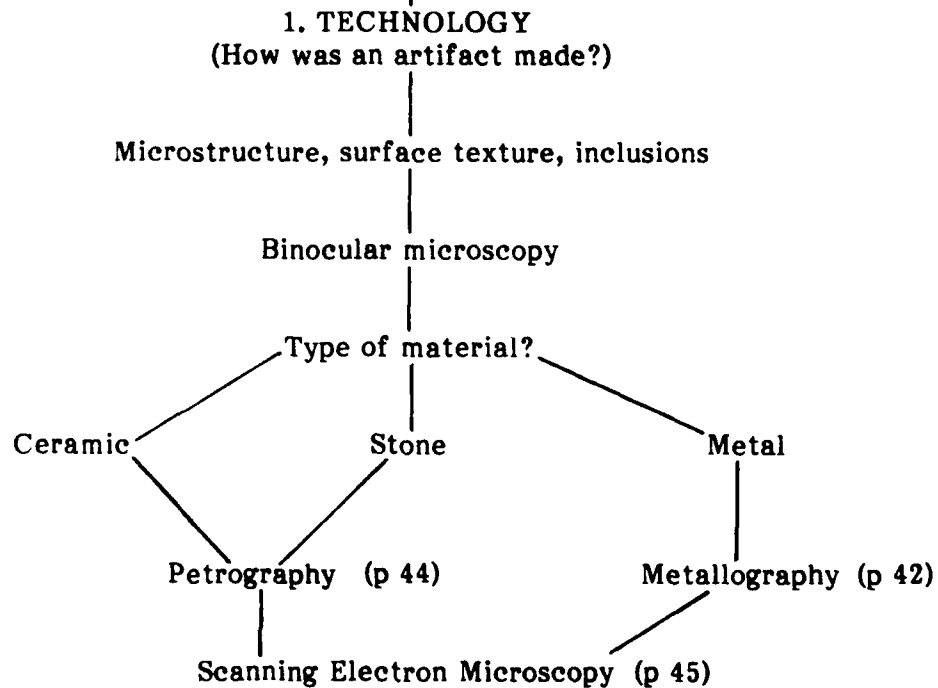 1. TECHNOLOGY
(How was an artifact made?)
Microstructure, surface texture, inclusions
Binocular microscopy
Type of material?
Ceramic Stone Metal
Petrography (p 44) Metallography (p 42)
Scanning Electron Microscopy (p 45)